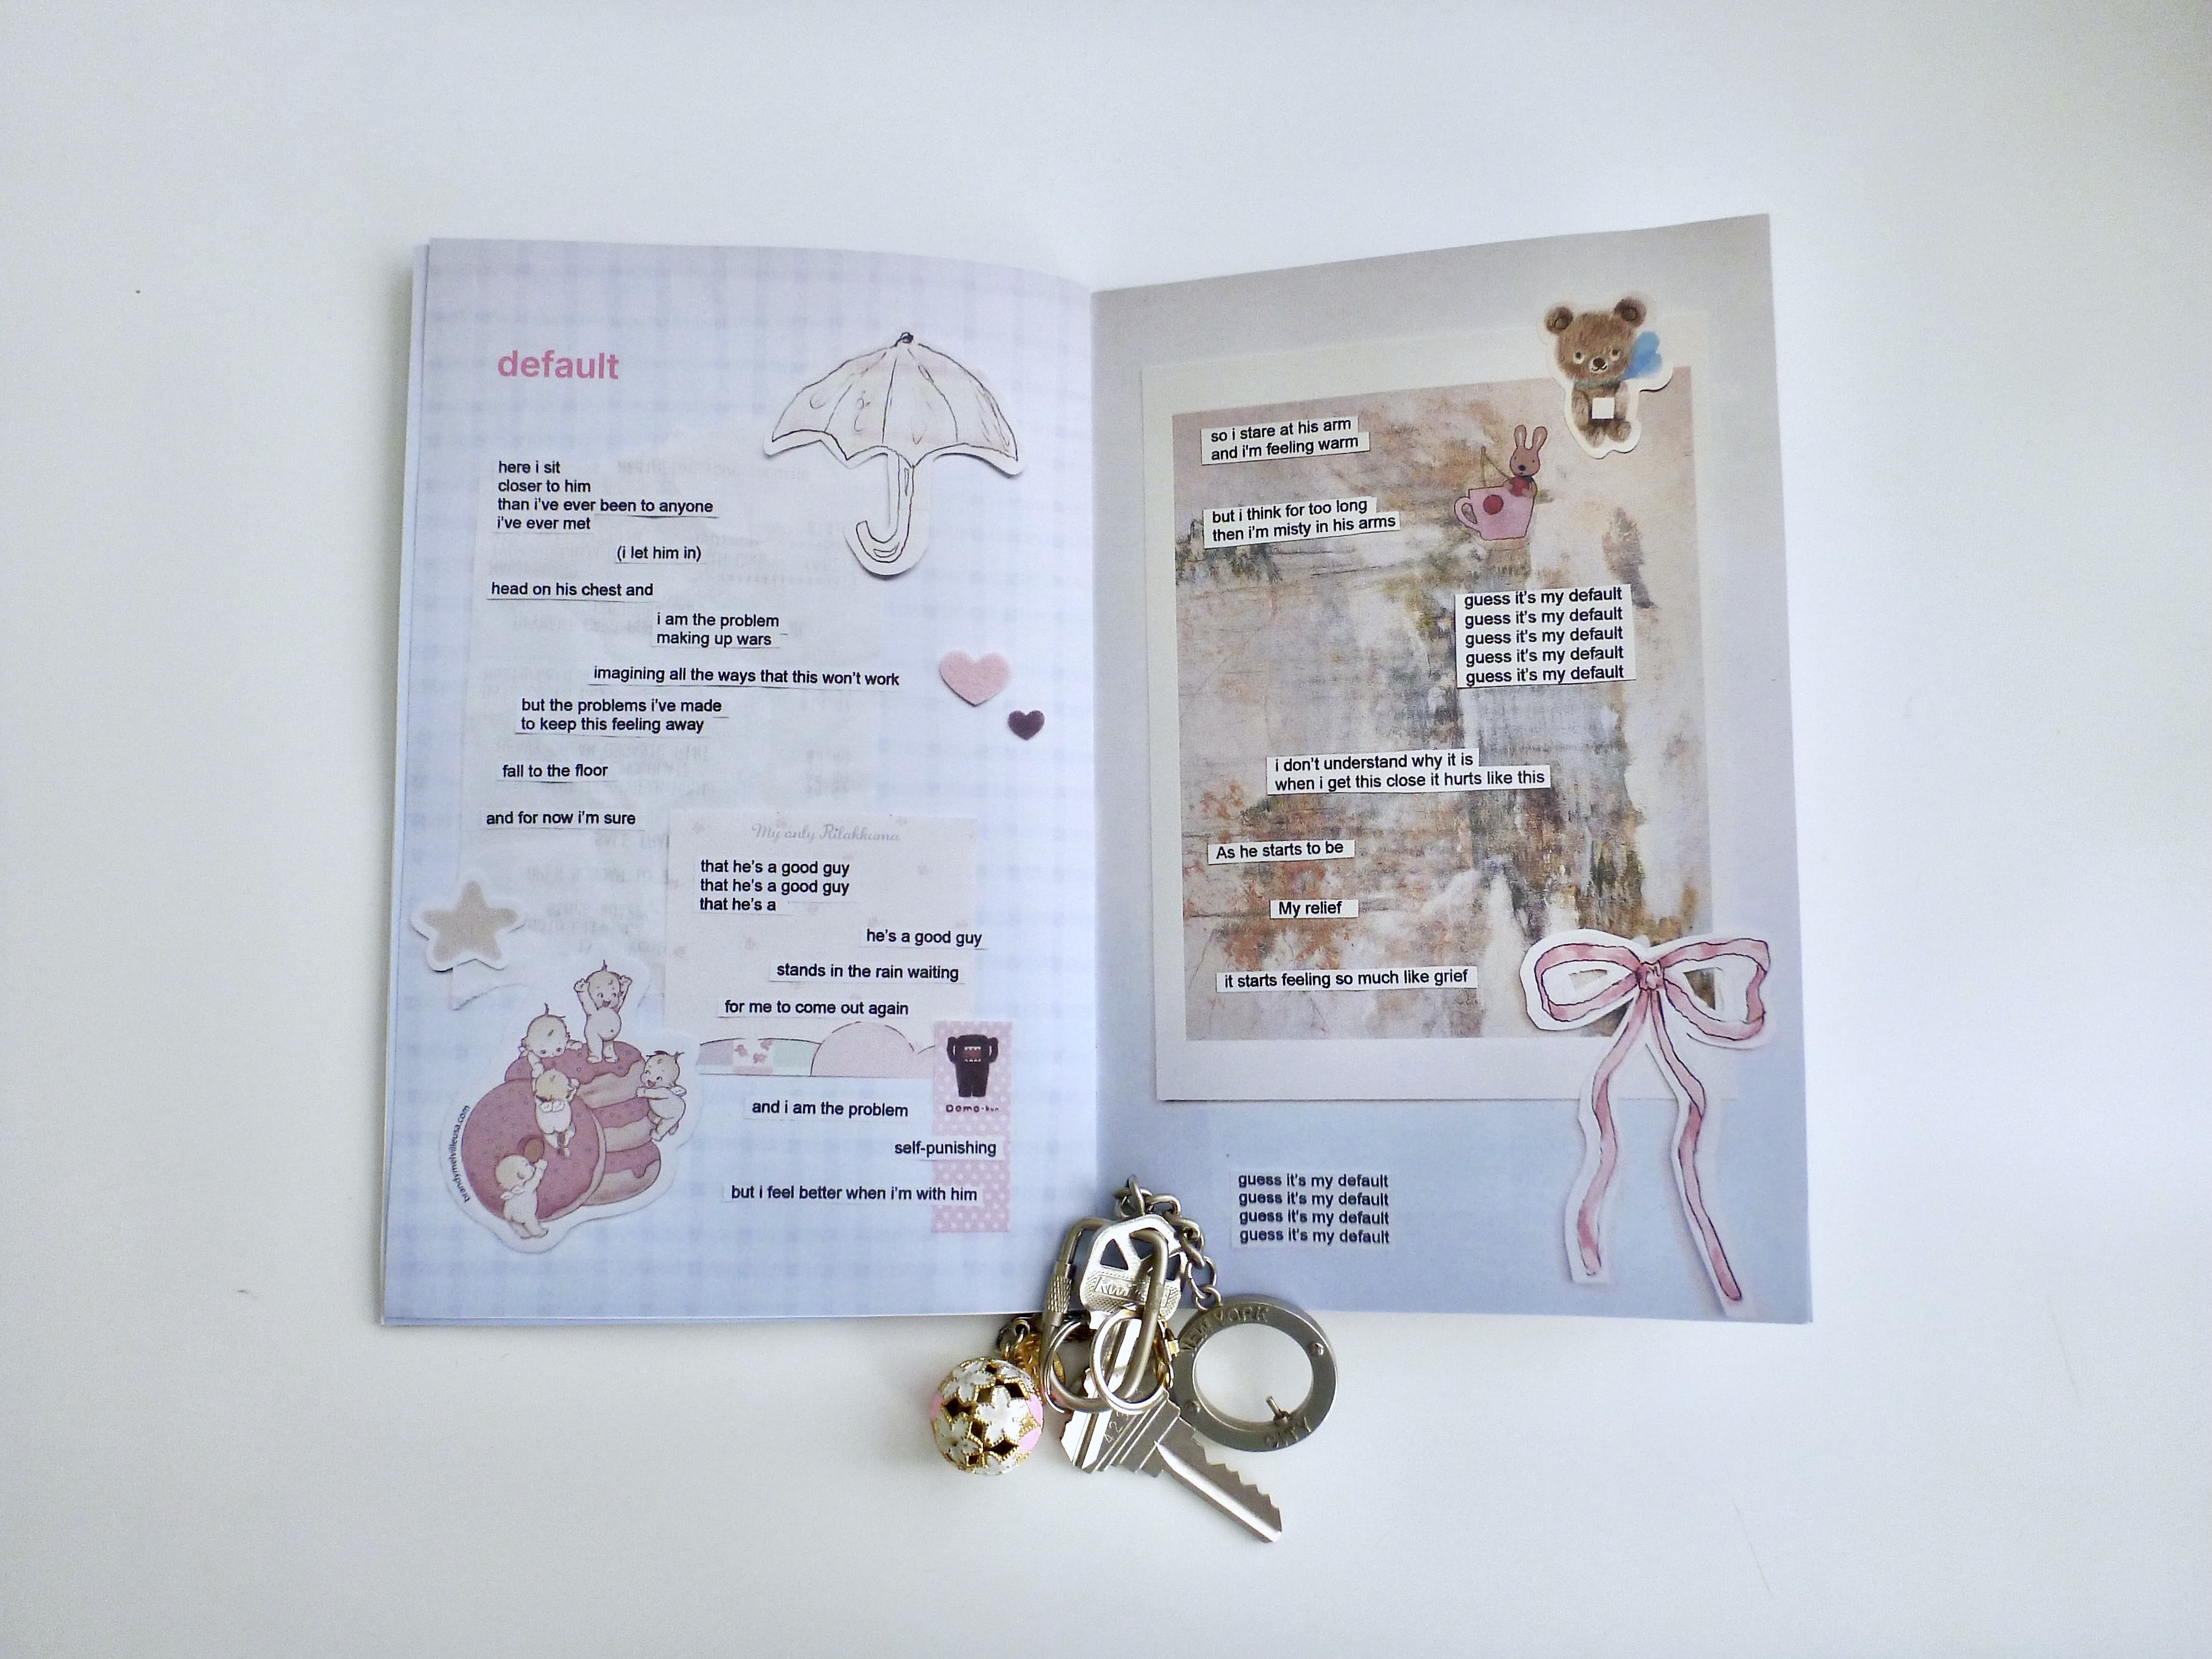 default
here i sit
closer to him
than i've ever been to anyone
i've ever met
(i let him in)
head on his chest and
i am the problem
making up wars
imagining all the ways that this won't work
but the problems i've made
to keep this feeling away
fall to the floor
and for now i'm sure
My only Rilakkuma
that he's a good guy
that he's a good guy
that he's a
he's a good guy
stands in the rain waiting
for me to come out again
Domo-kun
and i am the problem
self-punishing
but i feel better when i'm with him
brandymelvilleusa.com
so i stare at his arm
and i'm feeling warm
but i think for too long
then i'm misty in his arms
guess it's my default
guess it's my default
guess it's my default
guess it's my default
guess it's my default
i don't understand why it is
when i get this close it hurts like this
As he starts to be
My relief
it starts feeling so much like grief
guess it's my default
guess it's my default
guess it's my default
guess it's my default
NEW YORK
CITY